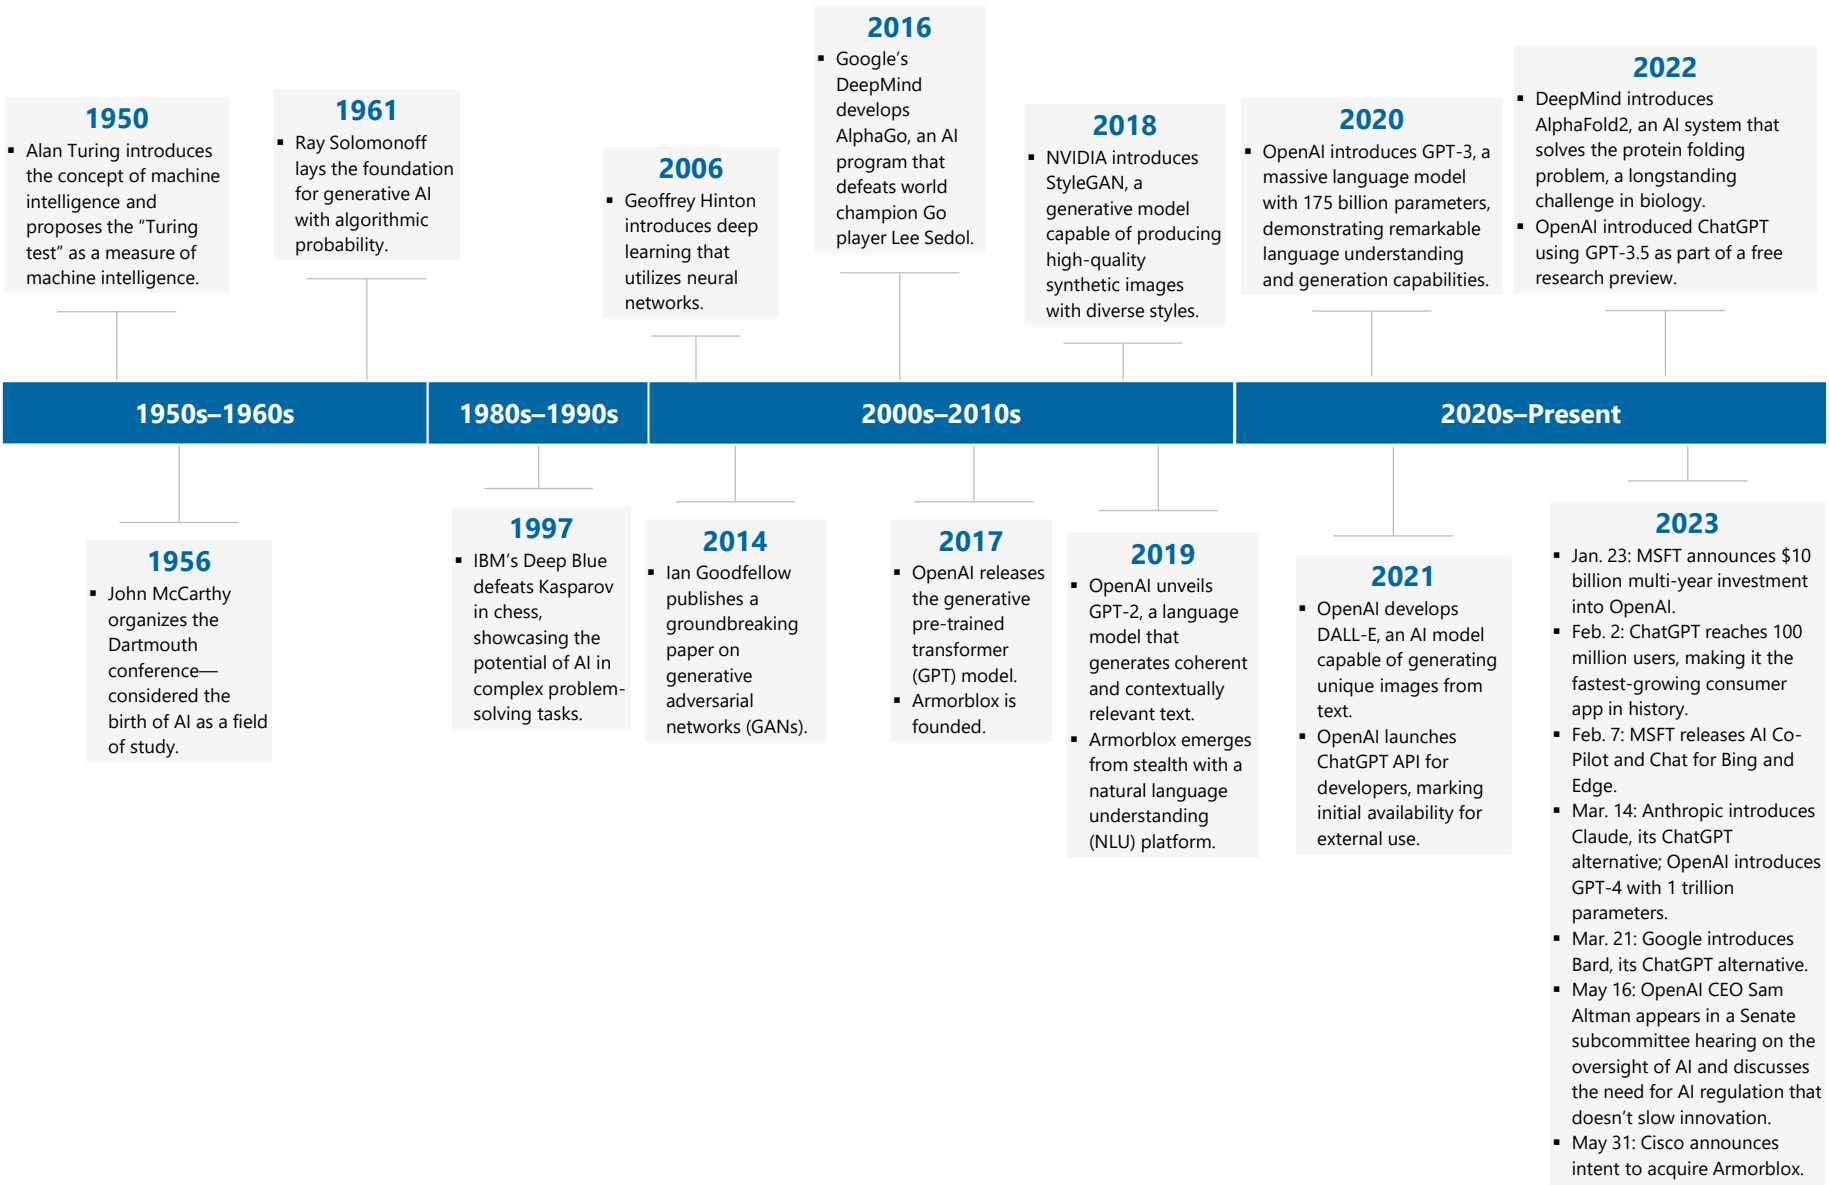 1950
▪ Alan Turing introduces
the concept of machine
intelligence and
proposes the “Turing
test” as a measure of
machine intelligence.
1961
▪ Ray Solomonoff
lays the foundation
for generative AI
with algorithmic
probability.
2006
▪ Geoffrey Hinton
introduces deep
learning that
utilizes neural
networks.
2016
▪ Google’s
DeepMind
develops
AlphaGo, an AI
program that
defeats world
champion Go
player Lee Sedol.
2018
▪ NVIDIA introduces
StyleGAN, a
generative model
capable of producing
high-quality
synthetic images
with diverse styles.
2020
▪ OpenAI introduces GPT-3, a
massive language model
with 175 billion parameters,
demonstrating remarkable
language understanding
and generation capabilities.
2022
▪ DeepMind introduces
AlphaFold2, an AI system that
solves the protein folding
problem, a longstanding
challenge in biology.
▪ OpenAI introduced ChatGPT
using GPT-3.5 as part of a free
research preview.
1950s–1960s
1980s–1990s
2000s–2010s
2020s–Present
1956
▪ John McCarthy
organizes the
Dartmouth
conference—
considered the
birth of AI as a field
of study.
1997
▪ IBM’s Deep Blue
defeats Kasparov
in chess,
showcasing the
potential of AI in
complex problem-
solving tasks.
2014
▪ Ian Goodfellow
publishes a
groundbreaking
paper on
generative
adversarial
networks (GANs).
2017
▪ OpenAI releases
the generative
pre-trained
transformer
(GPT) model.
▪ Armorblox is
founded.
2019
▪ OpenAI unveils
GPT-2, a language
model that
generates coherent
and contextually
relevant text.
▪ Armorblox emerges
from stealth with a
natural language
understanding
(NLU) platform.
2021
▪ OpenAI develops
DALL-E, an AI model
capable of generating
unique images from
text.
▪ OpenAI launches
ChatGPT API for
developers, marking
initial availability for
external use.
2023
▪ Jan. 23: MSFT announces $10
billion multi-year investment
into OpenAI.
▪ Feb. 2: ChatGPT reaches 100
million users, making it the
fastest-growing consumer
app in history.
▪ Feb. 7: MSFT releases AI Co-
Pilot and Chat for Bing and
Edge.
▪ Mar. 14: Anthropic introduces
Claude, its ChatGPT
alternative; OpenAI introduces
GPT-4 with 1 trillion
parameters.
▪ Mar. 21: Google introduces
Bard, its ChatGPT alternative.
▪ May 16: OpenAI CEO Sam
Altman appears in a Senate
subcommittee hearing on the
oversight of AI and discusses
the need for AI regulation that
doesn’t slow innovation.
▪ May 31: Cisco announces
intent to acquire Armorblox.